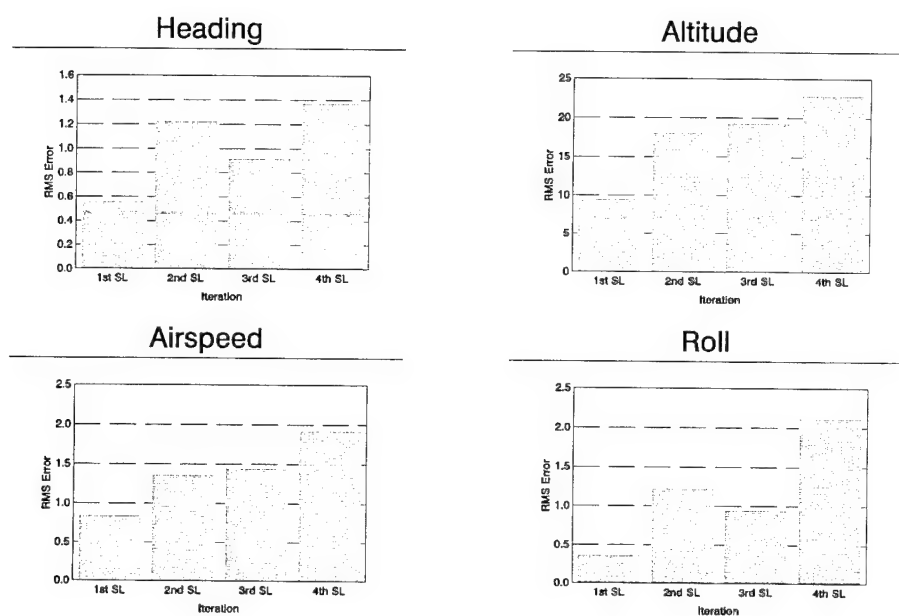 Heading
1.6
1.4
1.2
1.0
0.8
0.6
0.4
0.2
0.0
RMS Error
1st SL 2nd SL 3rd SL 4th SL
Iteration
Altitude
25
20
15
10
5
0
RMS Error
1st SL 2nd SL 3rd SL 4th SL
Iteration
Airspeed
2.5
2.0
1.5
1.0
0.5
0.0
RMS Error
1st SL 2nd SL 3rd SL 4th SL
Iteration
Roll
2.5
2.0
1.5
1.0
0.5
0.0
RMS Error
1st SL 2nd SL 3rd SL 4th SL
Iteration